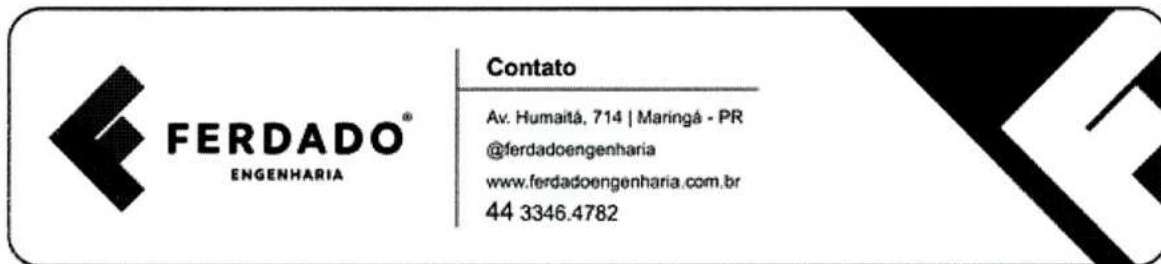 FERDADO®
ENGENHARIA
Contato
Av. Humaitá, 714 | Maringá - PR
@ferdadoengenharia
www.ferdadoengenharia.com.br
44 3346.4782